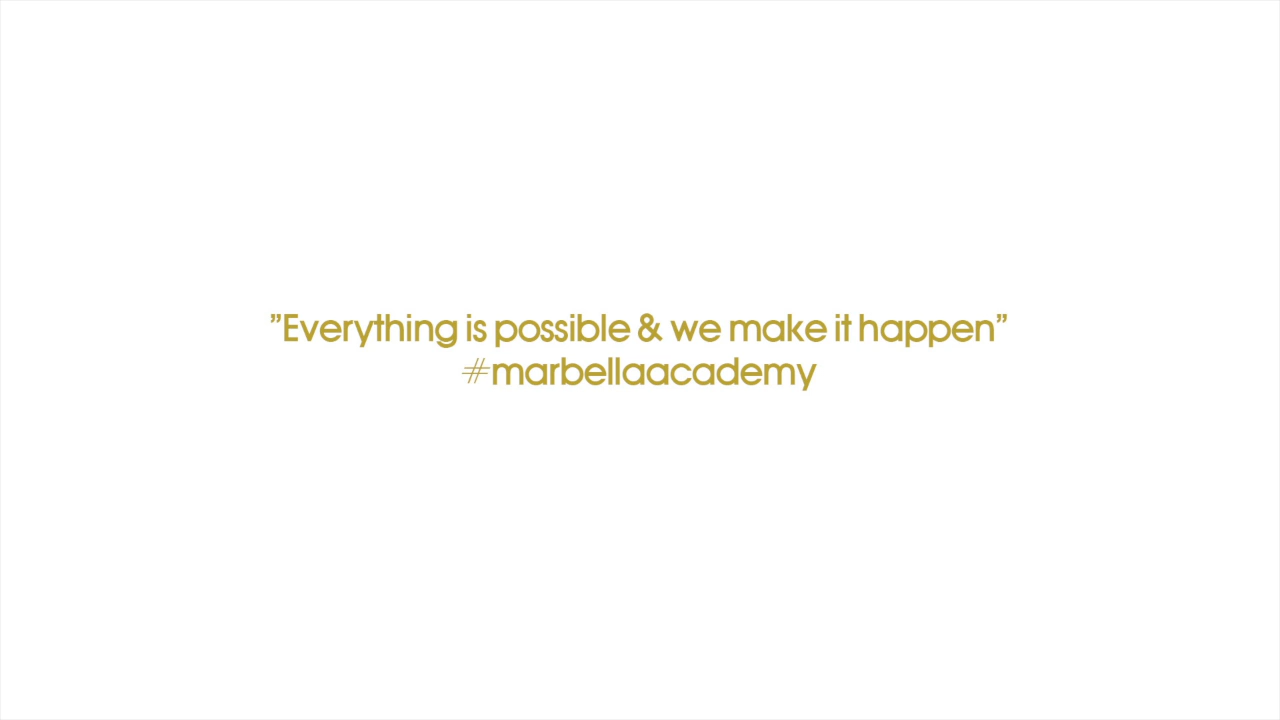 ”Everything is possible & we make it happen”
#marbellaacademy